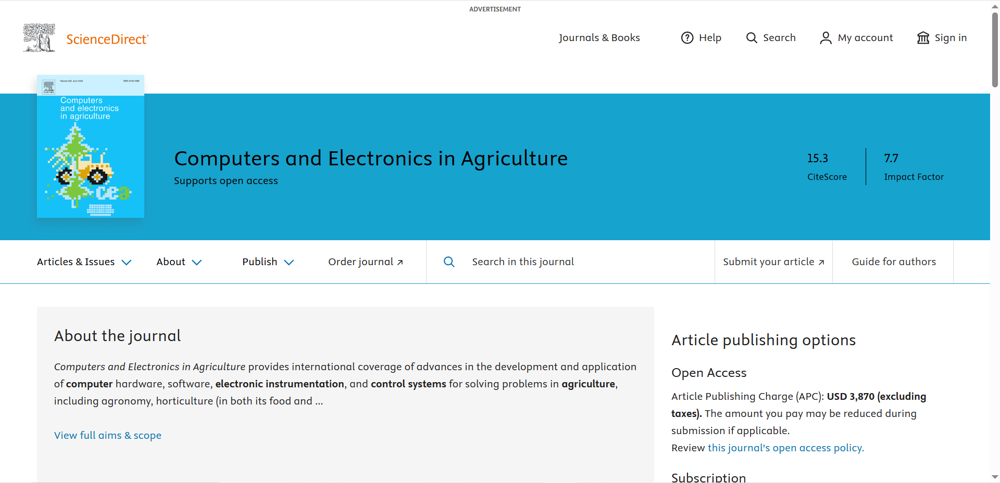 ADVERTISEMENT
ScienceDirect
Journals & Books
Help
Search
My account
Sign in
ELSEVIER
ISSN 0168-1699
Computers
and electronics
in agriculture
cea
Computers and Electronics in Agriculture
Supports open access
15.3
CiteScore
7.7
Impact Factor
Articles & Issues
About
Publish
Order journal
Search in this journal
Submit your article
Guide for authors
About the journal
Computers and Electronics in Agriculture provides international coverage of advances in the development and application
of computer hardware, software, electronic instrumentation, and control systems for solving problems in agriculture,
including agronomy, horticulture (in both its food and ...
View full aims & scope
Article publishing options
Open Access
Article Publishing Charge (APC): USD 3,870 (excluding
taxes). The amount you pay may be reduced during
submission if applicable.
Review this journal's open access policy.
Subscription